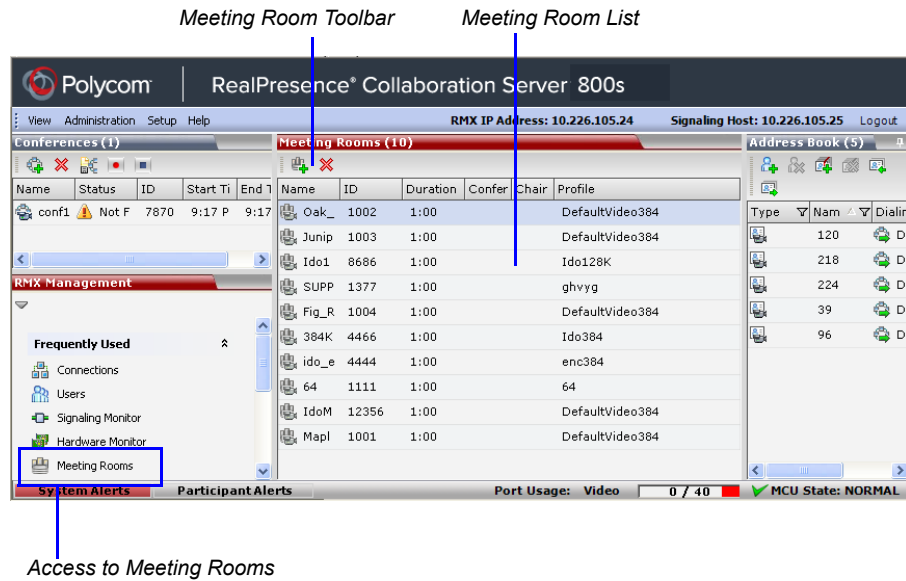 Meeting Room Toolbar Meeting Room List
Polycom RealPresence® Collaboration Server 800s
View Administration Setup Help RMX IP Address: 10.226.105.24 Signaling Host: 10.226.105.25 Logout
Conferences (1)
Name Status ID Start Ti End T
conf1 Not F 7870 9:17 P 9:17
RMX Management
Frequently Used
Connections
Users
Signaling Monitor
Hardware Monitor
Meeting Rooms
Meeting Rooms (10)
Name ID Duration Confer Chair Profile
Oak_ 1002 1:00 DefaultVideo384
Junip 1003 1:00 DefaultVideo384
Ido1 8686 1:00 Ido128K
SUPP 1377 1:00 ghvyg
Fig_R 1004 1:00 DefaultVideo384
384K 4466 1:00 Ido384
ido_e 4444 1:00 enc384
64 1111 1:00 64
IdoM 12356 1:00 DefaultVideo384
Mapl 1001 1:00 DefaultVideo384
Address Book (5)
Type Nam Dialin
120 D
218 D
224 D
39 D
96 D
System Alerts Participant Alerts Port Usage: Video 0 / 40 MCU State: NORMAL
Access to Meeting Rooms